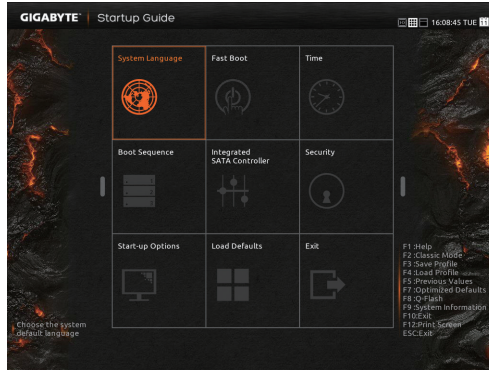 GIGABYTE™ Startup Guide
16:08:45 TUE 11
System Language
Fast Boot
Time
Boot Sequence
Integrated
SATA Controller
Security
Start-up Options
Load Defaults
Exit
F1 :Help
F2 :Classic Mode
F3 :Save Profile
F4 :Load Profile
F5 :Previous Values
F7 :Optimized Defaults
F8 :Q-Flash
F9 :System Information
F10:Exit
F12:Print Screen
ESC:Exit
Choose the system
default language